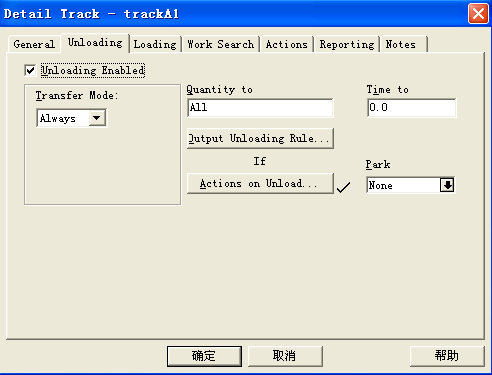 Detail Track - trackA1
General Unloading Loading Work Search Actions Reporting Notes
Unloading Enabled
Transfer Mode:
Always
Quantity to
All
Time to
0.0
Output Unloading Rule...
If
Actions on Unload...
Park
None
确定 取消 帮助